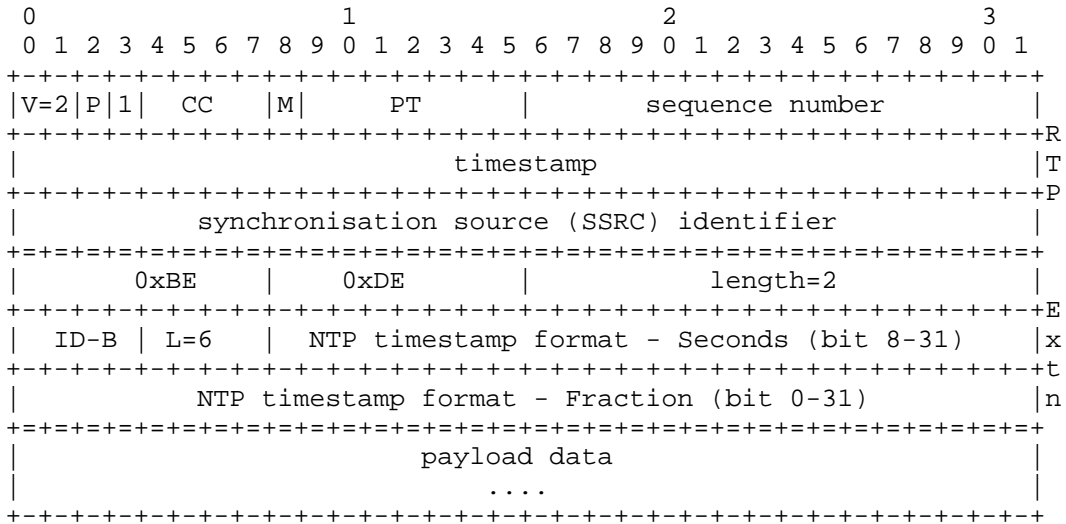 0                   1                   2                   3
 0 1 2 3 4 5 6 7 8 9 0 1 2 3 4 5 6 7 8 9 0 1 2 3 4 5 6 7 8 9 0 1
+-+-+-+-+-+-+-+-+-+-+-+-+-+-+-+-+-+-+-+-+-+-+-+-+-+-+-+-+-+-+-+-+
|V=2|P|1|  CC   |M|     PT      |       sequence number         |
+-+-+-+-+-+-+-+-+-+-+-+-+-+-+-+-+-+-+-+-+-+-+-+-+-+-+-+-+-+-+-+-+R
|                           timestamp                           |T
+-+-+-+-+-+-+-+-+-+-+-+-+-+-+-+-+-+-+-+-+-+-+-+-+-+-+-+-+-+-+-+-+P
|           synchronisation source (SSRC) identifier            |
+=+=+=+=+=+=+=+=+=+=+=+=+=+=+=+=+=+=+=+=+=+=+=+=+=+=+=+=+=+=+=+=+
|       0xBE    |    0xDE       |           length=2            |
+-+-+-+-+-+-+-+-+-+-+-+-+-+-+-+-+-+-+-+-+-+-+-+-+-+-+-+-+-+-+-+-+E
|  ID-B | L=6   |  NTP timestamp format - Seconds (bit 8-31)    |x
+-+-+-+-+-+-+-+-+-+-+-+-+-+-+-+-+-+-+-+-+-+-+-+-+-+-+-+-+-+-+-+-+t
|           NTP timestamp format - Fraction (bit 0-31)          |n
+=+=+=+=+=+=+=+=+=+=+=+=+=+=+=+=+=+=+=+=+=+=+=+=+=+=+=+=+=+=+=+=+
|                         payload data                          |
|                             ....                              |
+-+-+-+-+-+-+-+-+-+-+-+-+-+-+-+-+-+-+-+-+-+-+-+-+-+-+-+-+-+-+-+-+